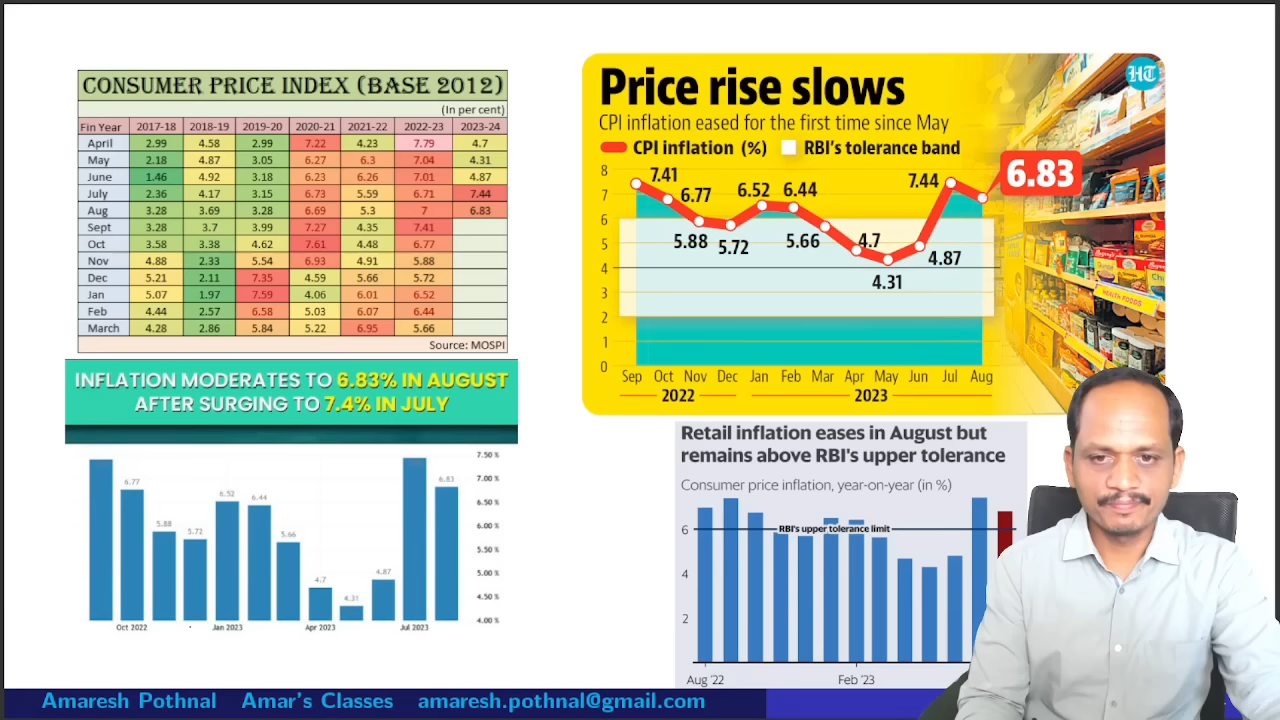 CONSUMER PRICE INDEX (BASE 2012)
(In per cent)
Fin Year 2017-18 2018-19 2019-20 2020-21 2021-22 2022-23 2023-24
April 2.99 4.58 2.99 7.22 4.23 7.79 4.7
May 2.18 4.87 3.05 6.27 6.3 7.04 4.31
June 1.46 4.92 3.18 6.23 6.26 7.01 4.87
July 2.36 4.17 3.15 6.73 5.59 6.71 7.44
Aug 3.28 3.69 3.28 6.69 5.3 7 6.83
Sept 3.28 3.7 3.99 7.27 4.35 7.41
Oct 3.58 3.38 4.62 7.61 4.48 6.77
Nov 4.88 2.33 5.54 6.93 4.91 5.88
Dec 5.21 2.11 7.35 4.59 5.66 5.72
Jan 5.07 1.97 7.59 4.06 6.01 6.52
Feb 4.44 2.57 6.58 5.03 6.07 6.44
March 4.28 2.86 5.84 5.22 6.95 5.66
Source: MOSPI
INFLATION MODERATES TO 6.83% IN AUGUST
AFTER SURGING TO 7.4% IN JULY
7.50 %
7.00 %
6.50 %
6.00 %
5.50 %
5.00 %
4.50 %
4.00 %
6.77
5.88
5.72
6.52
6.44
5.66
4.7
4.31
4.87
6.83
Oct 2022 Jan 2023 Apr 2023 Jul 2023
HT
Price rise slows
CPI inflation eased for the first time since May
CPI inflation (%) RBI's tolerance band
8
7
6
5
4
3
2
1
0
7.41
6.77
5.88
5.72
6.52
6.44
5.66
4.7
4.31
4.87
7.44
6.83
Sep Oct Nov Dec Jan Feb Mar Apr May Jun Jul Aug
2022 2023
HEALTH FOODS
Retail inflation eases in August but
remains above RBI's upper tolerance
Consumer price inflation, year-on-year (in %)
RBI's upper tolerance limit
6
4
2
Aug '22 Feb '23
Amaresh Pothnal Amar's Classes amaresh.pothnal@gmail.com